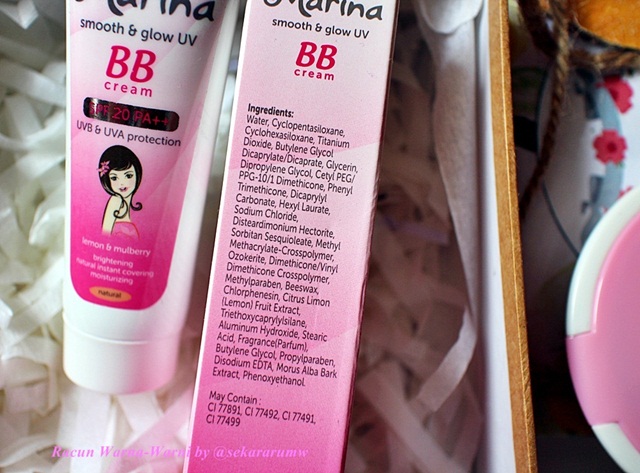 Marina
smooth & glow UV
BB
cream
SPF 20 PA++
UVB & UVA protection
lemon & mulberry
brightening
natural instant covering
moisturizing
natural
Marina
smooth & glow UV
BB
cream
Ingredients:
Water, Cyclopentasiloxane,
Cyclohexasiloxane, Titanium
Dioxide, Butylene Glycol
Dicaprylate/Dicaprate, Glycerin,
Dipropylene Glycol, Cetyl PEG/
PPG-10/1 Dimethicone, Phenyl
Trimethicone, Dicaprylyl
Carbonate, Hexyl Laurate,
Sodium Chloride,
Disteardimonium Hectorite,
Sorbitan Sesquioleate, Methyl
Methacrylate-Crosspolymer,
Ozokerite, Dimethicone/Vinyl
Dimethicone Crosspolymer,
Methylparaben, Beeswax,
Chlorphenesin, Citrus Limon
(Lemon) Fruit Extract,
Triethoxycaprylylsilane,
Aluminum Hydroxide, Stearic
Acid, Fragrance(Parfum),
Butylene Glycol, Propylparaben,
Disodium EDTA, Morus Alba Bark
Extract, Phenoxyethanol.
May Contain :
CI 77891, CI 77492, CI 77491,
CI 77499
Racun Warna-Warni by @sekararumw